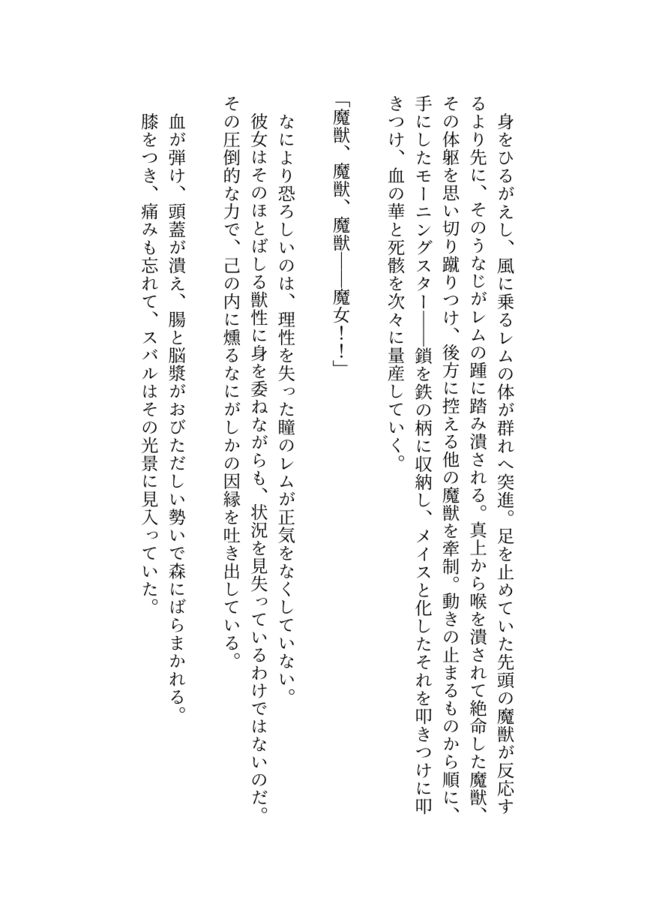 身をひるがえし、風に乗るレムの体が群れへ突進。足を止めていた先頭の魔獣が反応す
るより先に、そのうなじがレムの踵に踏み潰される。真上から喉を潰されて絶命した魔獣、
その体躯を思い切り蹴りつけ、後方に控える他の魔獣を牽制。動きの止まるものから順に、
手にしたモーニングスター――鎖を鉄の柄に収納し、メイスと化したそれを叩きつけに叩
きつけ、血の華と死骸を次々に量産していく。
「魔獣、魔獣、魔獣――魔女！！」
　なにより恐ろしいのは、理性を失った瞳のレムが正気をなくしていない。
　彼女はそのほとばしる獣性に身を委ねながらも、状況を見失っているわけではないのだ。
その圧倒的な力で、己の内に燻るなにがしかの因縁を吐き出している。
　血が弾け、頭蓋が潰え、腸と脳漿がおびただしい勢いで森にばらまかれる。
　膝をつき、痛みも忘れて、スバルはその光景に見入っていた。